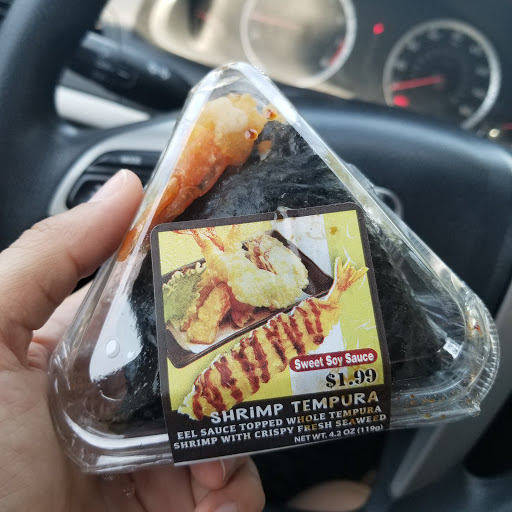 Sweet Soy Sauce
$1.99
SHRIMP TEMPURA
EEL SAUCE TOPPED WHOLE TEMPURA
SHRIMP WITH CRISPY FRESH SEAWEED
NET WT. 4.2 OZ (119g)